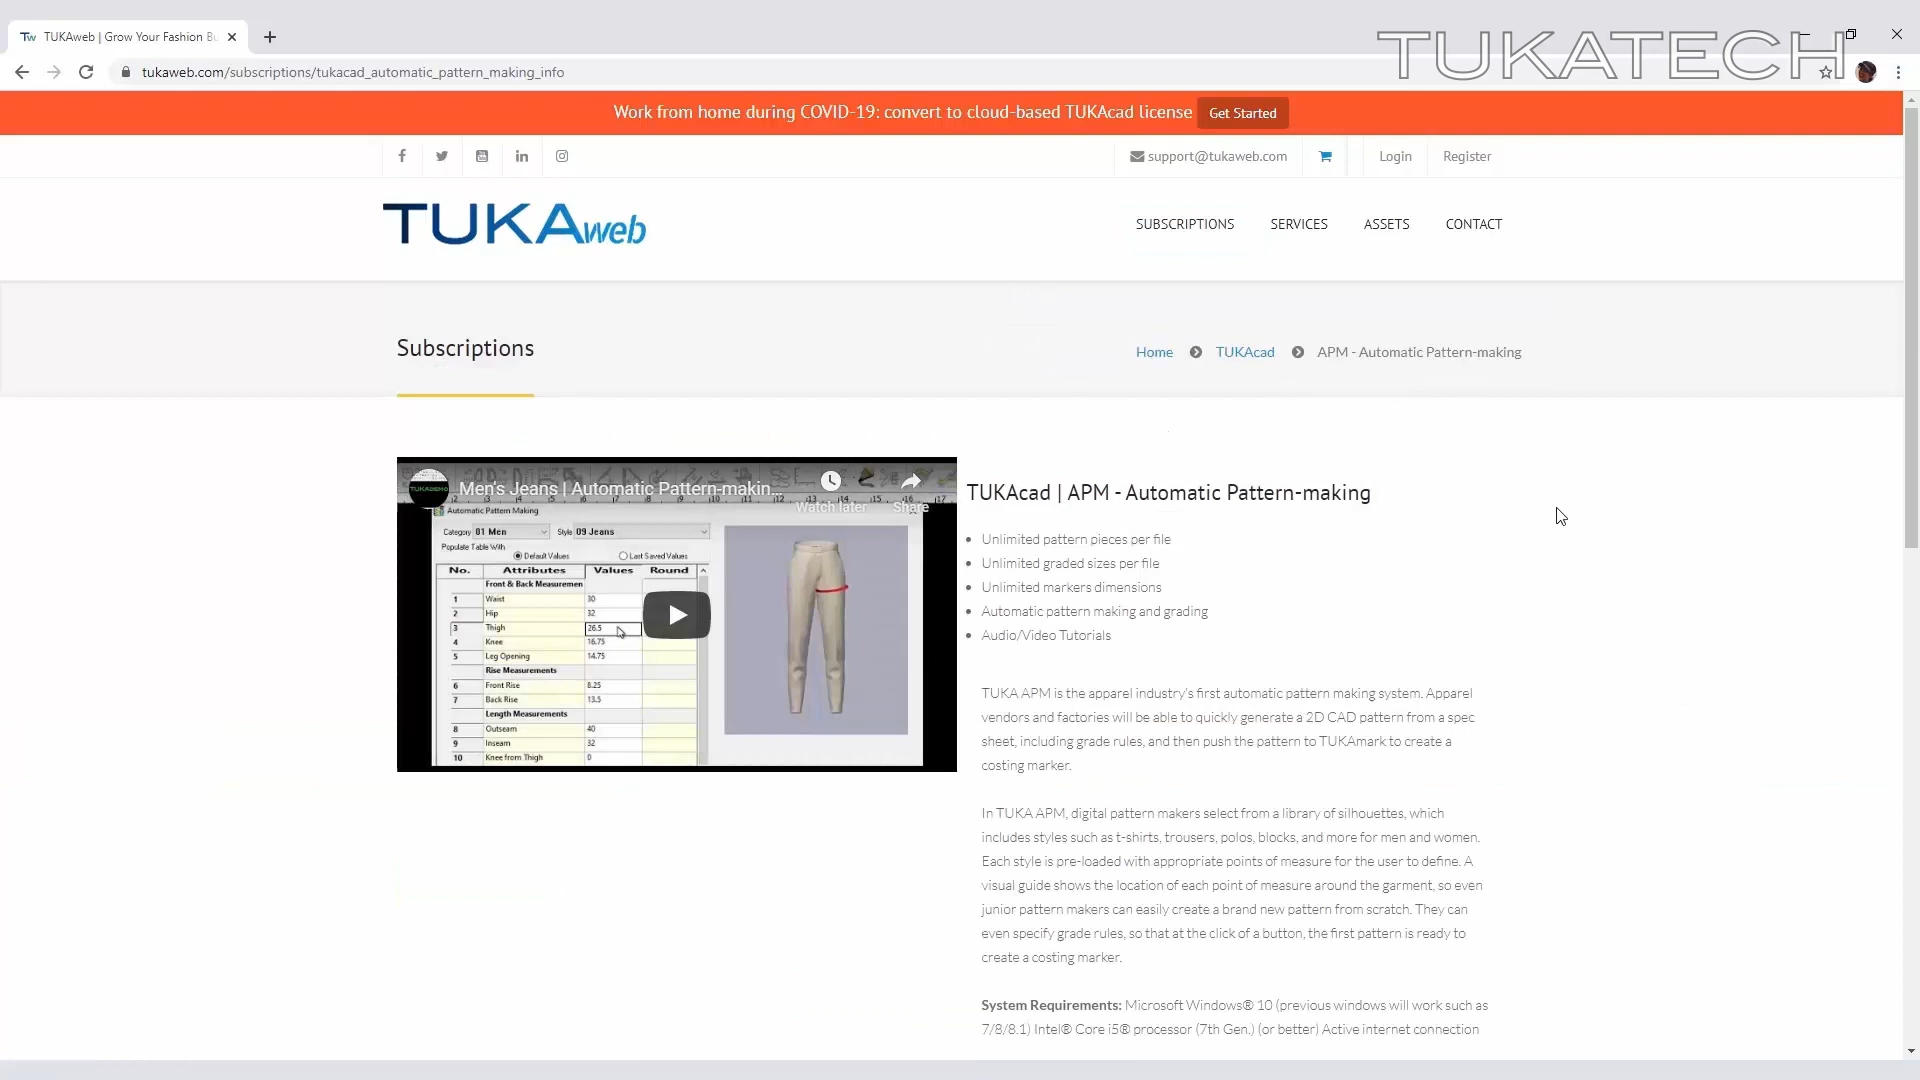 Tw TUKAweb | Grow Your Fashion Bu
TUKATECH
tukaweb.com/subscriptions/tukacad_automatic_pattern_making_info
Work from home during COVID-19: convert to cloud-based TUKAcad license Get Started
support@tukaweb.com Login Register
TUKAweb
SUBSCRIPTIONS SERVICES ASSETS CONTACT
Subscriptions
Home TUKAcad APM - Automatic Pattern-making
Men's Jeans | Automatic Pattern-makin...
Watch later Share
Automatic Pattern Making
Category 01 Men Style 09 Jeans
Populate Table With
Default Values Last Saved Values
No. Attributes Values Round
Front & Back Measuremen
1 Waist 30
2 Hip 32
3 Thigh 26.5
4 Knee 16.75
5 Leg Opening 14.75
Rise Measurements
6 Front Rise 8.25
7 Back Rise 13.5
Length Measurements
8 Outseam 40
9 Inseam 32
10 Knee from Thigh 0
TUKAcad | APM - Automatic Pattern-making
Unlimited pattern pieces per file
Unlimited graded sizes per file
Unlimited markers dimensions
Automatic pattern making and grading
Audio/Video Tutorials
TUKA APM is the apparel industry's first automatic pattern making system. Apparel
vendors and factories will be able to quickly generate a 2D CAD pattern from a spec
sheet, including grade rules, and then push the pattern to TUKAmark to create a
costing marker.
In TUKA APM, digital pattern makers select from a library of silhouettes, which
includes styles such as t-shirts, trousers, polos, blocks, and more for men and women.
Each style is pre-loaded with appropriate points of measure for the user to define. A
visual guide shows the location of each point of measure around the garment, so even
junior pattern makers can easily create a brand new pattern from scratch. They can
even specify grade rules, so that at the click of a button, the first pattern is ready to
create a costing marker.
System Requirements: Microsoft Windows® 10 (previous windows will work such as
7/8/8.1) Intel® Core i5® processor (7th Gen.) (or better) Active internet connection